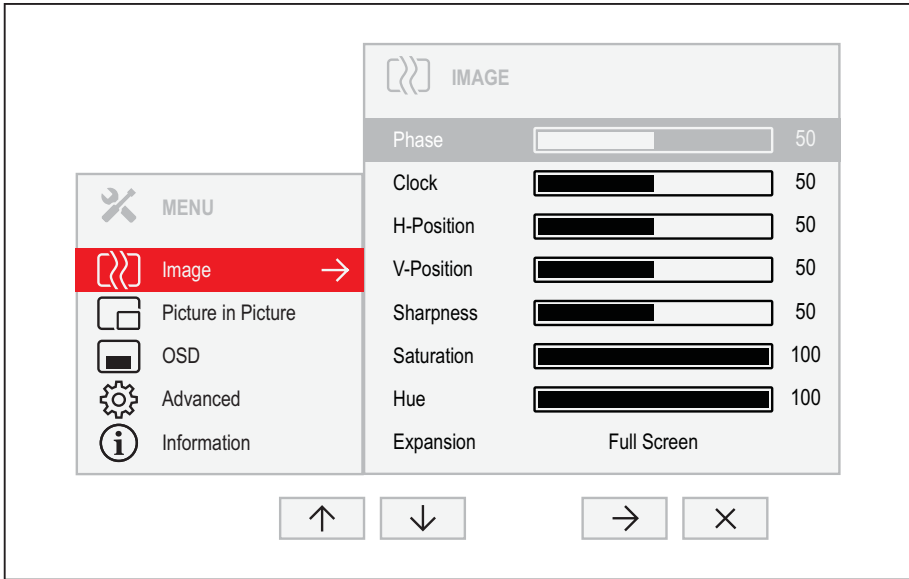 IMAGE
Phase 50
Clock 50
H-Position 50
V-Position 50
Sharpness 50
Saturation 100
Hue 100
Expansion Full Screen
MENU
Image
Picture in Picture
OSD
Advanced
Information